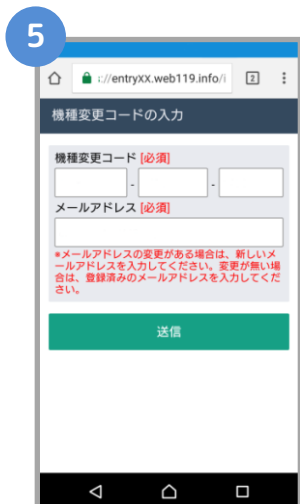 5
://entryXX.web119.info/i
2
機種変更コードの入力
機種変更コード [必須]
- -
メールアドレス [必須]
※メールアドレスの変更がある場合は、新しいメ
ールアドレスを入力してください。変更が無い場
合は、登録済みのメールアドレスを入力してくだ
さい。
送信